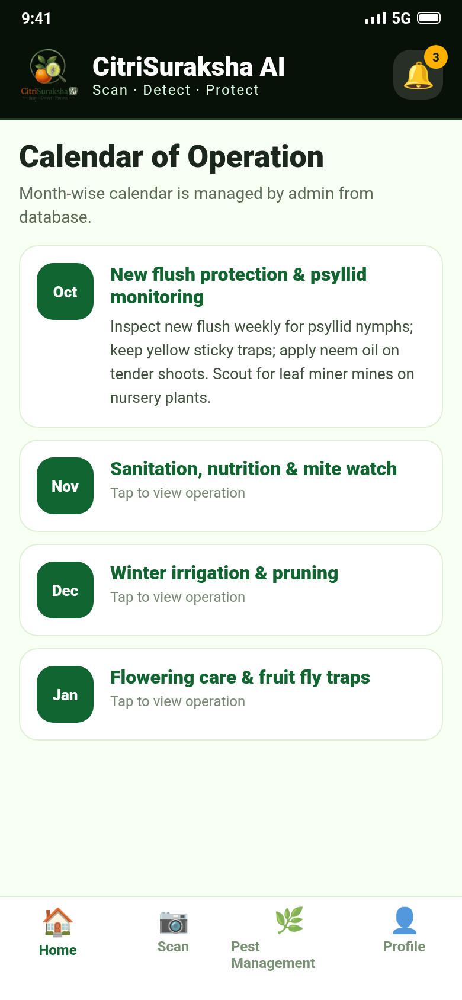 9:41
5G
CitriSuraksha AI
Scan · Detect · Protect
3
CitriSuraksha Ai
Scan - Detect - Protect
Calendar of Operation
Month-wise calendar is managed by admin from
database.
Oct
New flush protection & psyllid
monitoring
Inspect new flush weekly for psyllid nymphs;
keep yellow sticky traps; apply neem oil on
tender shoots. Scout for leaf miner mines on
nursery plants.
Nov
Sanitation, nutrition & mite watch
Tap to view operation
Dec
Winter irrigation & pruning
Tap to view operation
Jan
Flowering care & fruit fly traps
Tap to view operation
Home
Scan
Pest
Management
Profile